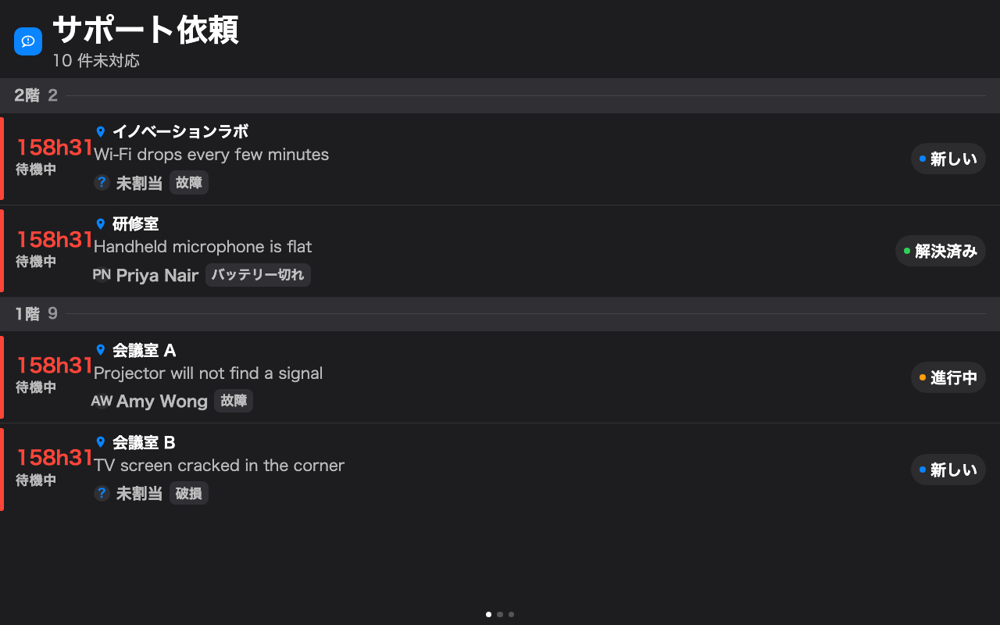 サポート依頼
10 件未対応
2階 2
158h31
待機中
イノベーションラボ
Wi-Fi drops every few minutes
? 未割当 故障
新しい
158h31
待機中
研修室
Handheld microphone is flat
PN Priya Nair バッテリー切れ
解決済み
1階 9
158h31
待機中
会議室 A
Projector will not find a signal
AW Amy Wong 故障
進行中
158h31
待機中
会議室 B
TV screen cracked in the corner
? 未割当 破損
新しい